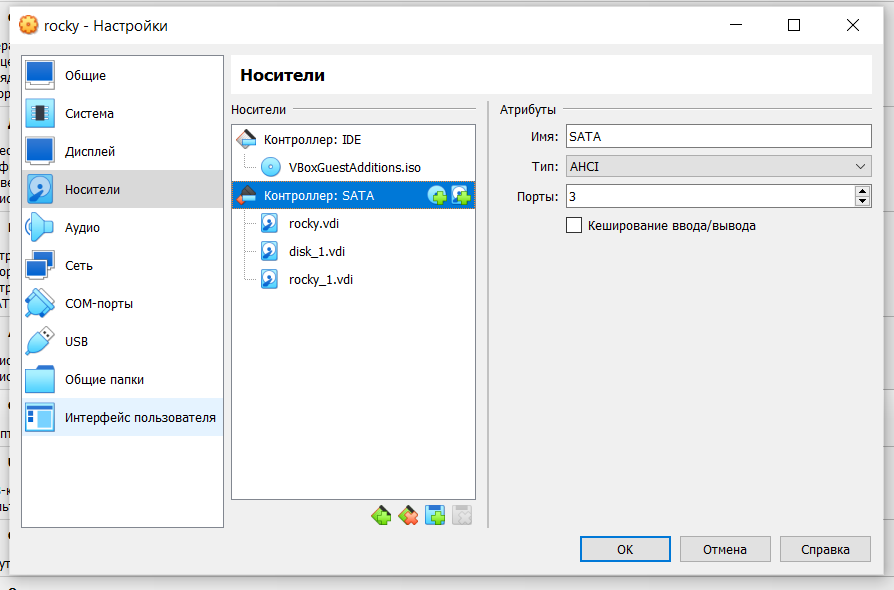 rocky - Настройки
Общие
Система
Дисплей
Носители
Аудио
Сеть
COM-порты
USB
Общие папки
Интерфейс пользователя
Носители
Носители
Контроллер: IDE
VBoxGuestAdditions.iso
Контроллер: SATA
rocky.vdi
disk_1.vdi
rocky_1.vdi
Атрибуты
Имя: SATA
Тип: AHCI
Порты: 3
Кеширование ввода/вывода
OK
Отмена
Справка